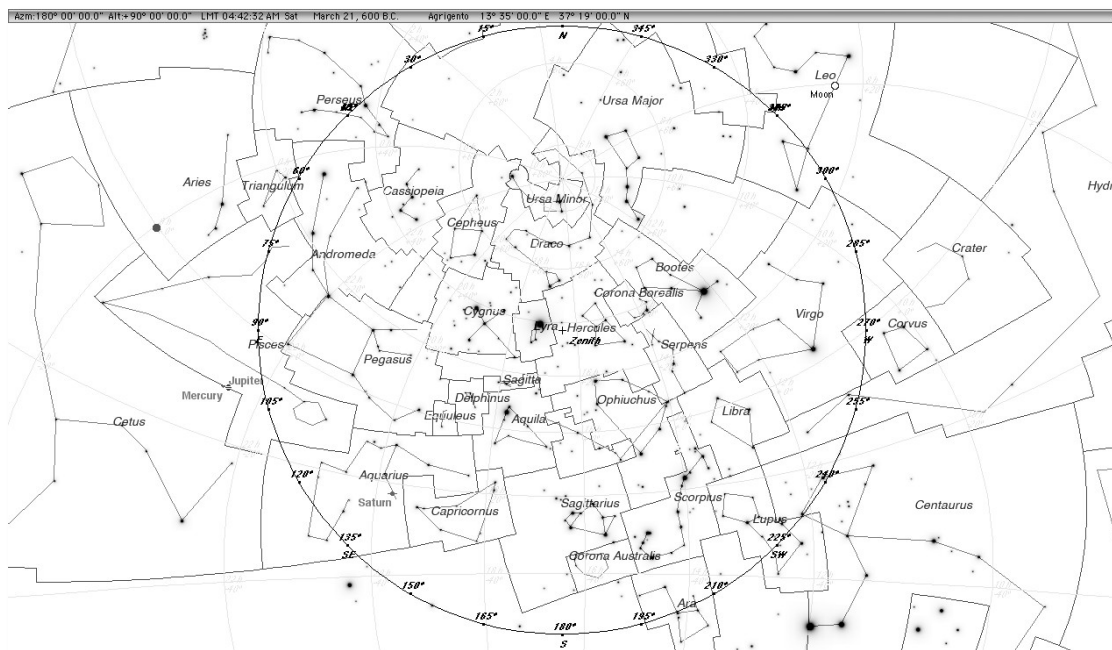 Azm:180° 00' 00.0" Alt:+90° 00' 00.0" LMT 04:42:32 AM Sat March 21, 600 B.C. Agrigento 13° 35' 00.0" E 37° 19' 00.0" N
15° N 345°
30° 330°
Leo
Moon
Perseus Ursa Major
60° 300°
Aries Triangulum Cassiopeia Ursa Minor Hydr
Cepheus
75° Andromeda Draco 285° Crater
Bootes
Corona Borealis
90° Cygnus Lyra Hercules Virgo 270° Corvus
E Zenith W
Pisces Pegasus Serpens
Jupiter Sagitta
Mercury Delphinus Ophiuchus
105° Equuleus Aquila Libra 255°
Cetus
120° Aquarius 240°
Saturn Capricornus Sagittarius Scorpius Centaurus
Lupus
135° 225°
SE Corona Australis SW
150° 210°
Ara
165° 180° 195°
S